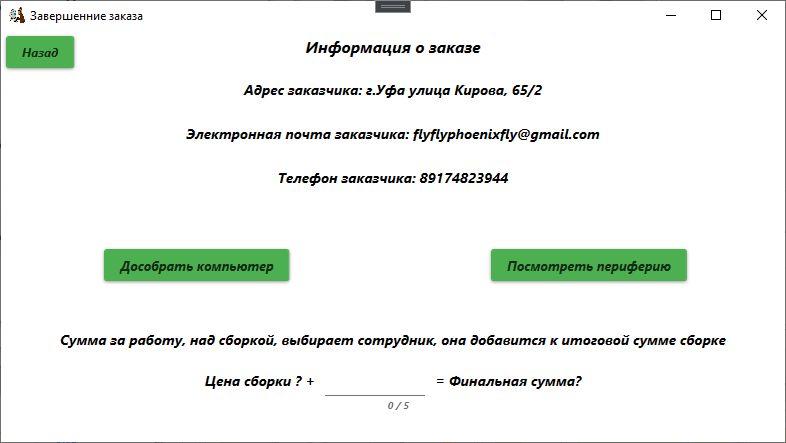 Завершенние заказа
Назад
Информация о заказе
Адрес заказчика: г.Уфа улица Кирова, 65/2
Электронная почта заказчика: flyflyphoenixfly@gmail.com
Телефон заказчика: 89174823944
Дособрать компьютер
Посмотреть периферию
Сумма за работу, над сборкой, выбирает сотрудник, она добавится к итоговой сумме сборке
Цена сборки ? + = Финальная сумма?
0 / 5